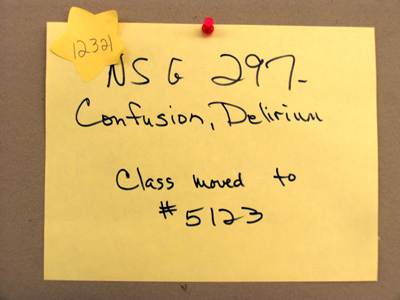 12321
NSG 297-
Confusion, Delirium
Class moved to
#5123